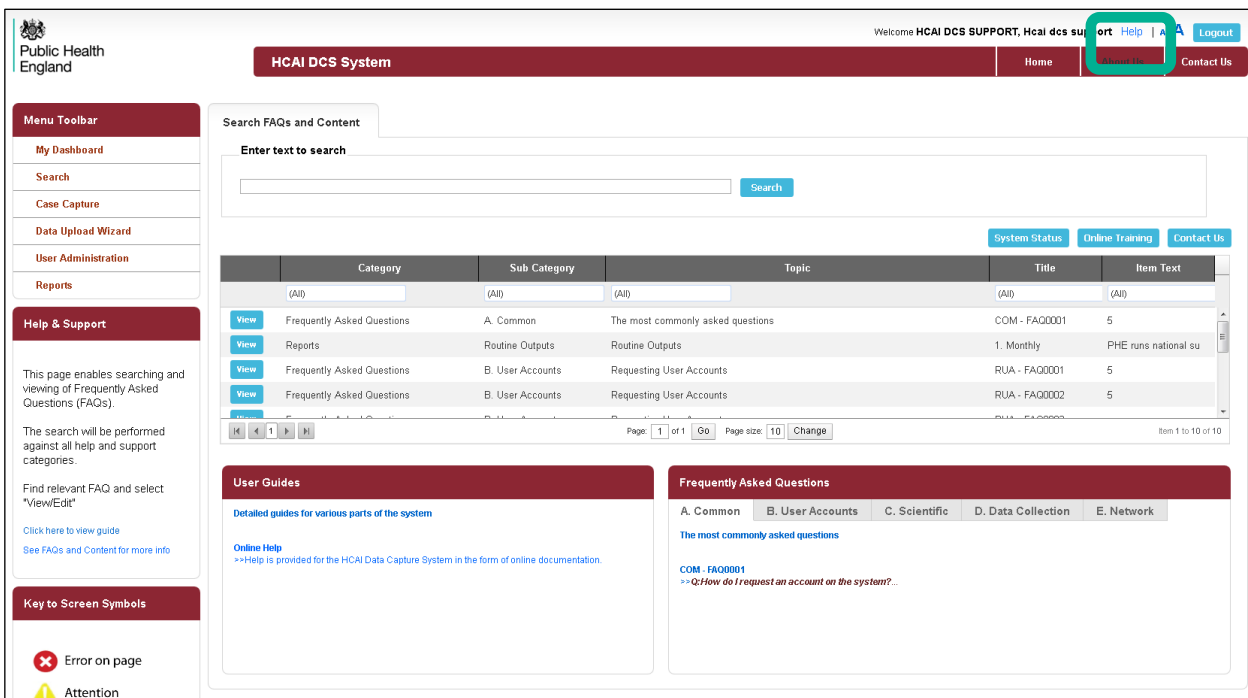 Public Health
England
Welcome HCAI DCS SUPPORT, Hcai dcs support Help | A A Logout
HCAI DCS System
Home About Us Contact Us
Menu Toolbar
My Dashboard
Search
Case Capture
Data Upload Wizard
User Administration
Reports
Help & Support
This page enables searching and
viewing of Frequently Asked
Questions (FAQs).
The search will be performed
against all help and support
categories.
Find relevant FAQ and select
"View/Edit"
Click here to view guide
See FAQs and Content for more info
Key to Screen Symbols
Error on page
Attention
Search FAQs and Content
Enter text to search
Search
System Status Online Training Contact Us
Category Sub Category Topic Title Item Text
(All) (All) (All) (All) (All)
View Frequently Asked Questions A. Common The most commonly asked questions COM - FAQ0001 5
View Reports Routine Outputs Routine Outputs 1. Monthly PHE runs national su
View Frequently Asked Questions B. User Accounts Requesting User Accounts RUA - FAQ0001 5
View Frequently Asked Questions B. User Accounts Requesting User Accounts RUA - FAQ0002 5
1 Page: 1 of 1 Go Page size: 10 Change Item 1 to 10 of 10
User Guides
Detailed guides for various parts of the system
Online Help
>>Help is provided for the HCAI Data Capture System in the form of online documentation.
Frequently Asked Questions
A. Common B. User Accounts C. Scientific D. Data Collection E. Network
The most commonly asked questions
COM - FAQ0001
>>Q:How do I request an account on the system?...